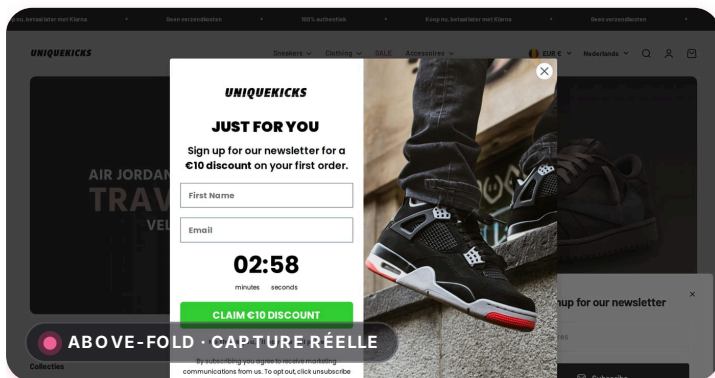 nu, betaal later met Klarna • Geen verzendkosten • 100% authentiek • Koop nu, betaal later met Klarna • Geen verzendkosten •
UNIQUEKICKS Sneakers Clothing SALE Accessoires EUR € Nederlands
UNIQUEKICKS
JUST FOR YOU
Sign up for our newsletter for a
€10 discount on your first order.
First Name
Email
02:58
minutes seconds
CLAIM €10 DISCOUNT
By subscribing you agree to receive marketing
communications from us. To opt out, click unsubscribe
AIR JORDAN
TRAV
VEL
up for our newsletter
Subscribe
ABOVE-FOLD · CAPTURE RÉELLE
Collecties